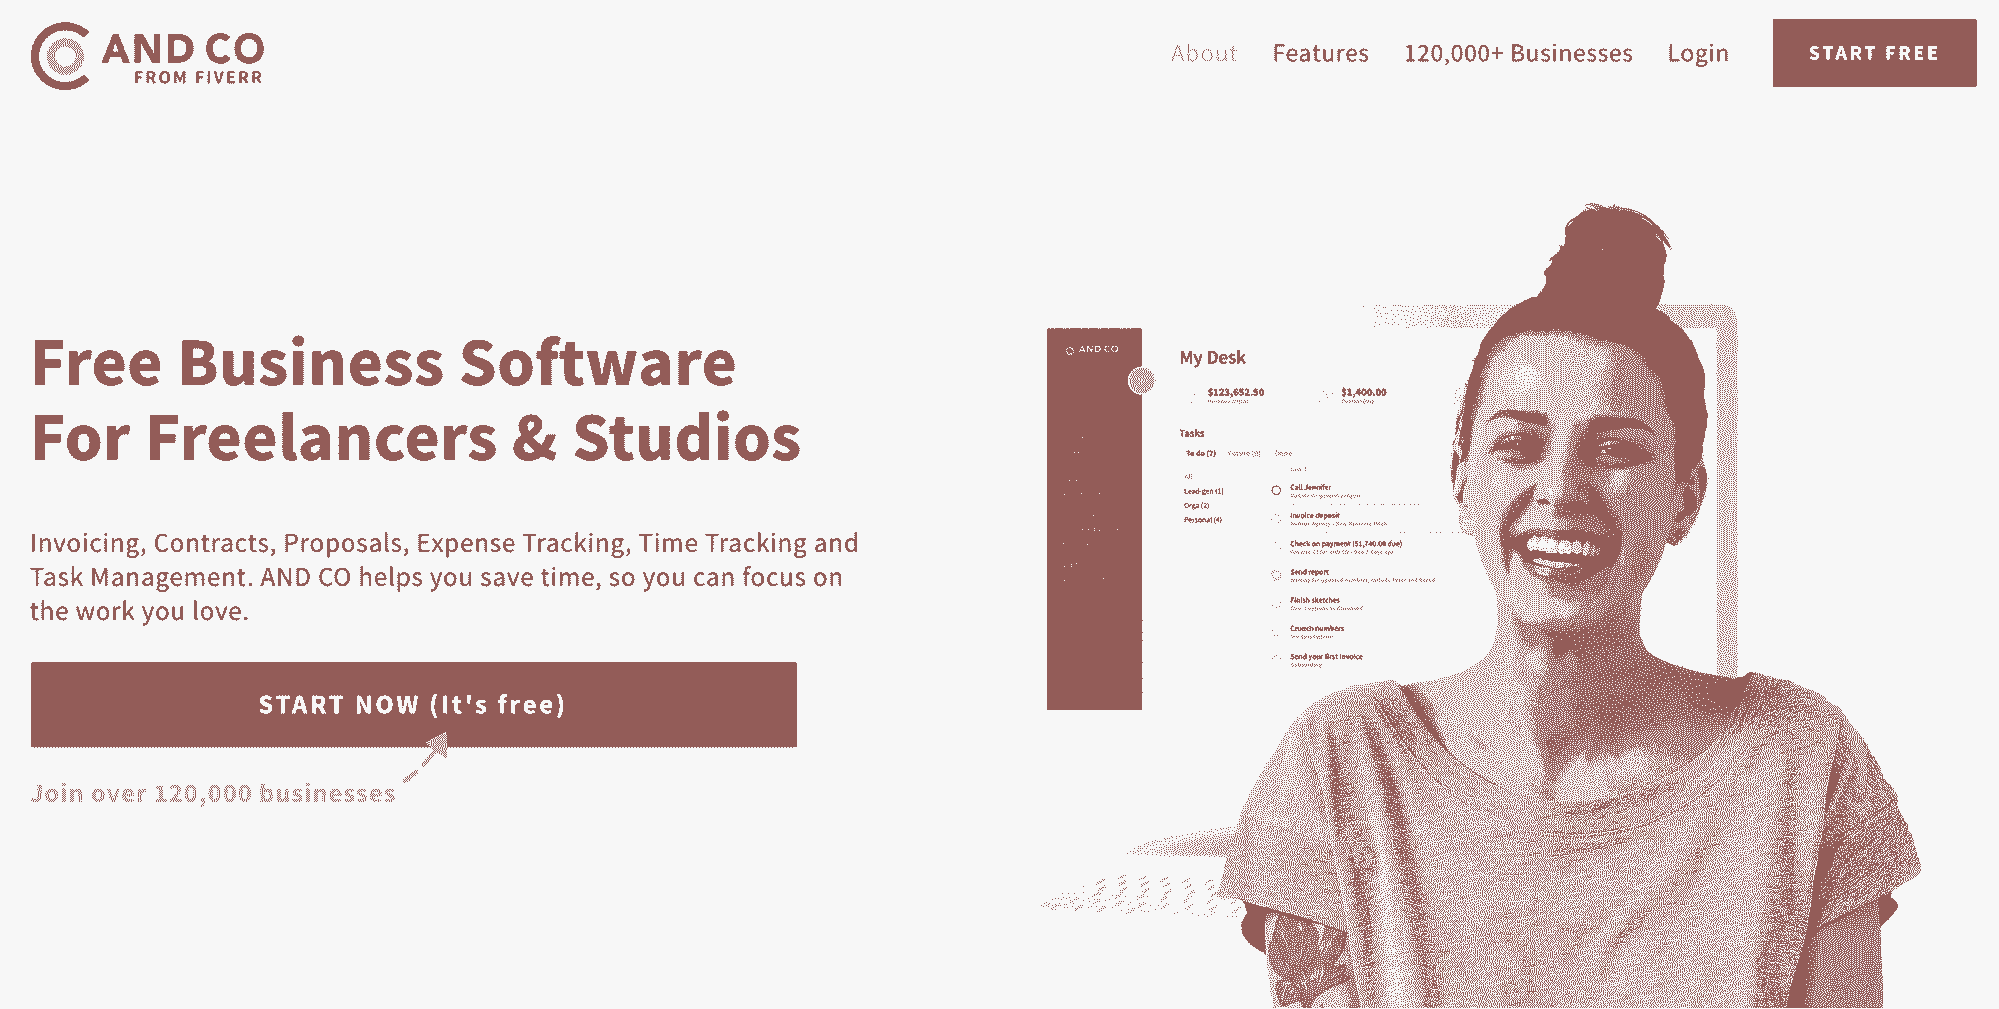 AND CO
FROM FIVERR
About Features 120,000+ Businesses Login START FREE
Free Business Software
For Freelancers & Studios
Invoicing, Contracts, Proposals, Expense Tracking, Time Tracking and
Task Management. AND CO helps you save time, so you can focus on
the work you love.
START NOW (It's free)
Join over 120,000 businesses
AND CO
My Desk
$123,652.50 $1,400.00
Tasks
To do (7)
Lead-gen (1)
Orga (2)
Personal (4)
Call Jennifer
Invoice deposit
Check on payment ($1,740.00 due)
Send report
Finish sketches
Crunch numbers
Send your first invoice